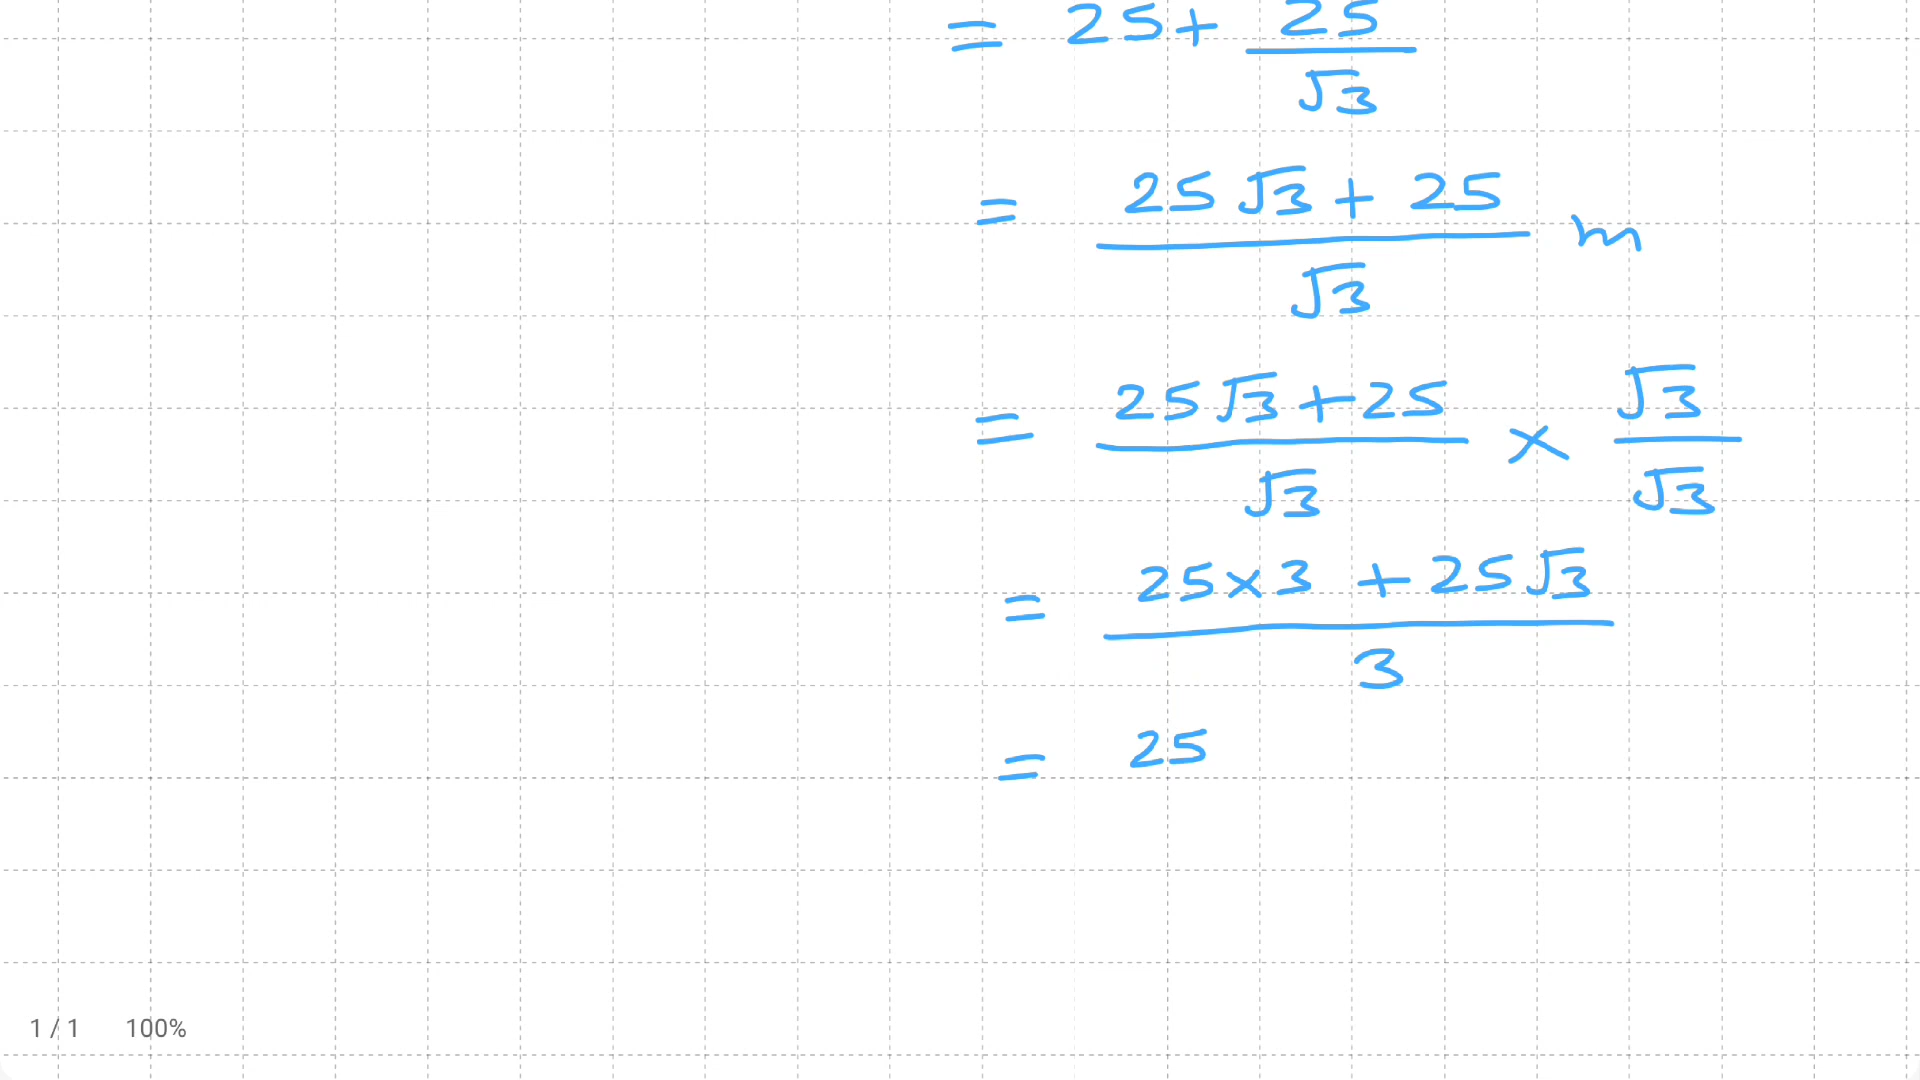 = 25 + 25/√3
= (25√3 + 25)/√3 m
= (25√3 + 25)/√3 × √3/√3
= (25×3 + 25√3)/3
= 25
1 / 1 100%